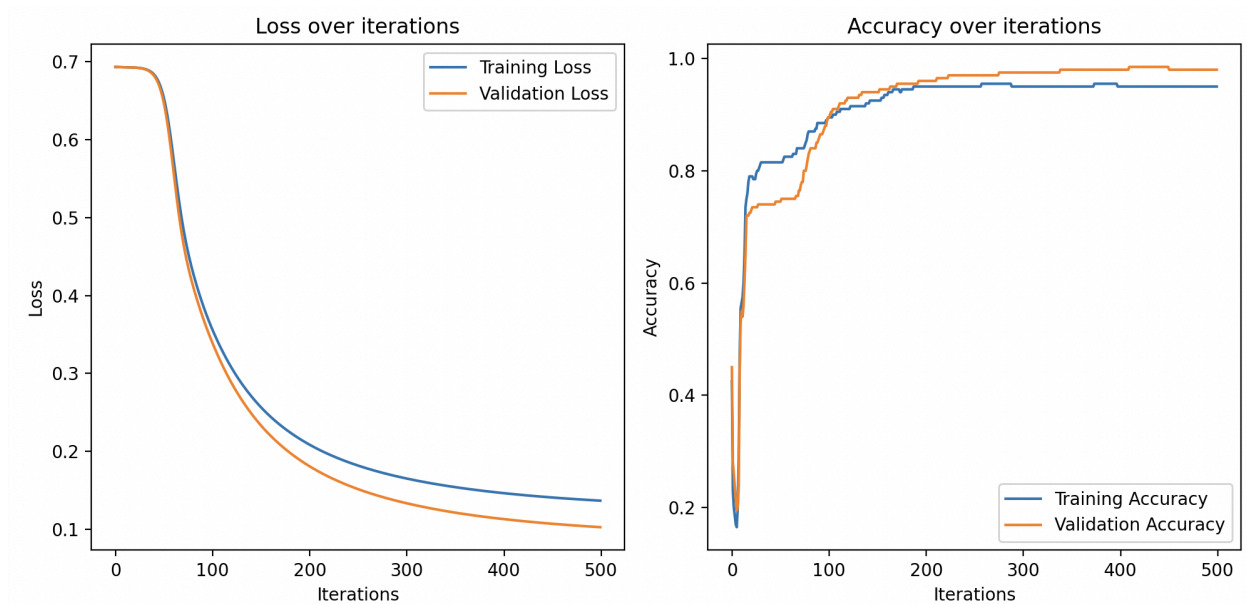 Loss over iterations
0.7
0.6
0.5
0.4
0.3
0.2
0.1
Loss
Training Loss
Validation Loss
0 100 200 300 400 500
Iterations
Accuracy over iterations
1.0
0.8
0.6
0.4
0.2
Accuracy
Training Accuracy
Validation Accuracy
0 100 200 300 400 500
Iterations